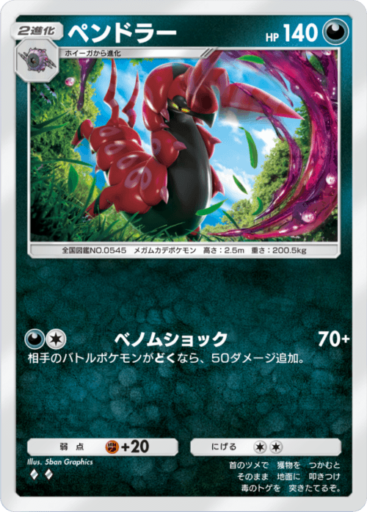 2進化 ペンドラー HP 140
ホイーガから進化
全国図鑑NO.0545 メガムカデポケモン 高さ：2.5m 重さ：200.5kg
ベノムショック 70+
相手のバトルポケモンがどくなら、50ダメージ追加。
弱点 +20 にげる
Illus. 5ban Graphics
首のツメで 獲物を つかむと
そのまま 地面に 叩きつけ
毒のトゲを 突きたてるぞ。